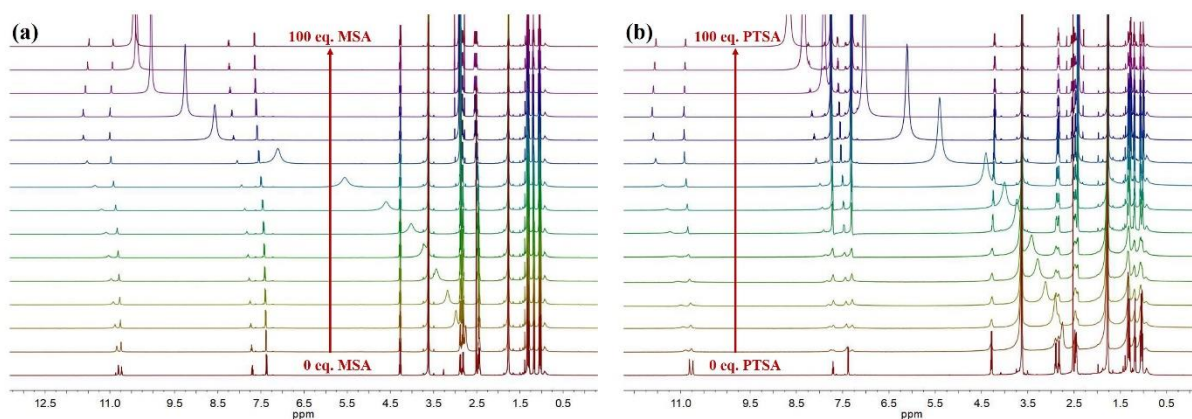 (a)
100 eq. MSA
0 eq. MSA
12.5 11.0 9.5 8.5 7.5 6.5 5.5 4.5 3.5 2.5 1.5 0.5
ppm
(b)
100 eq. PTSA
0 eq. PTSA
11.0 9.5 8.5 7.5 6.5 5.5 4.5 3.5 2.5 1.5 0.5
ppm